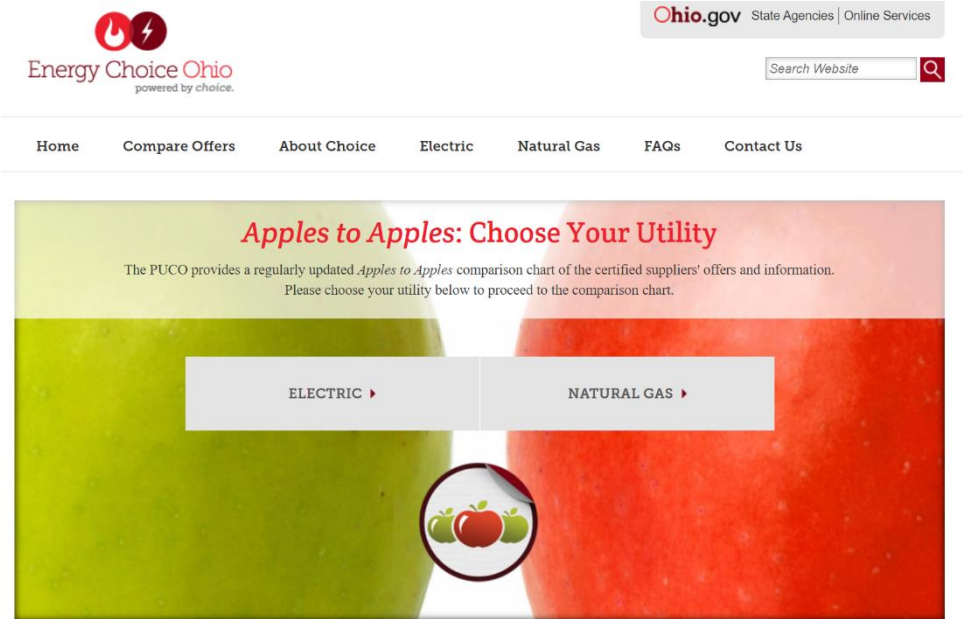 Ohio.gov State Agencies | Online Services
Energy Choice Ohio
powered by choice.
Search Website
Home Compare Offers About Choice Electric Natural Gas FAQs Contact Us
Apples to Apples: Choose Your Utility
The PUCO provides a regularly updated Apples to Apples comparison chart of the certified suppliers' offers and information.
Please choose your utility below to proceed to the comparison chart.
ELECTRIC
NATURAL GAS